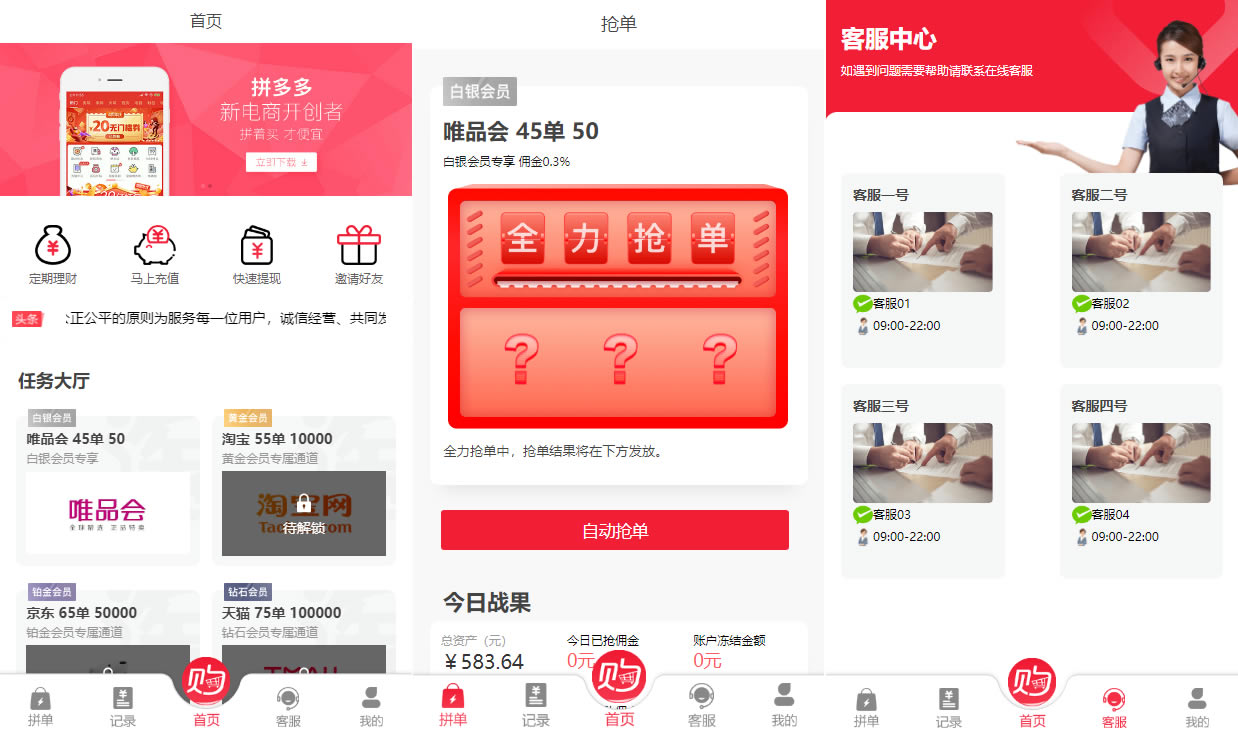 首页
拼多多
新电商开创者
拼着买 才便宜
立即下载
定期理财
马上充值
快速提现
邀请好友
头条
公正公平的原则为服务每一位用户，诚信经营、共同发
任务大厅
白银会员
唯品会 45单 50
白银会员专享
唯品会
全球精选 正品特卖
黄金会员
淘宝 55单 10000
黄金会员专属通道
淘宝网
待解锁
铂金会员
京东 65单 50000
铂金会员专属通道
钻石会员
天猫 75单 100000
钻石会员专属通道
拼单
记录
购
首页
客服
我的
抢单
白银会员
唯品会 45单 50
白银会员专享 佣金0.3%
全力抢单
? ? ?
全力抢单中，抢单结果将在下方发放。
自动抢单
今日战果
总资产（元）
￥583.64
今日已抢佣金
0元
账户冻结金额
0元
拼单
记录
购
首页
客服
我的
客服中心
如遇到问题需要帮助请联系在线客服
客服一号
客服01
09:00-22:00
客服二号
客服02
09:00-22:00
客服三号
客服03
09:00-22:00
客服四号
客服04
09:00-22:00
拼单
记录
购
首页
客服
我的